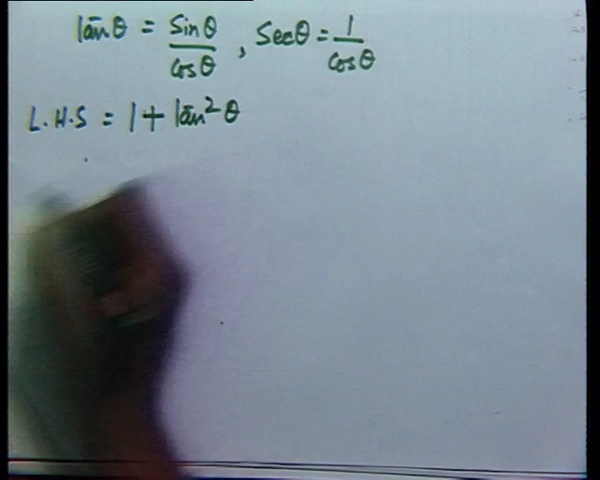 tanθ = sinθ/cosθ , secθ = 1/cosθ
L.H.S = 1 + tan²θ